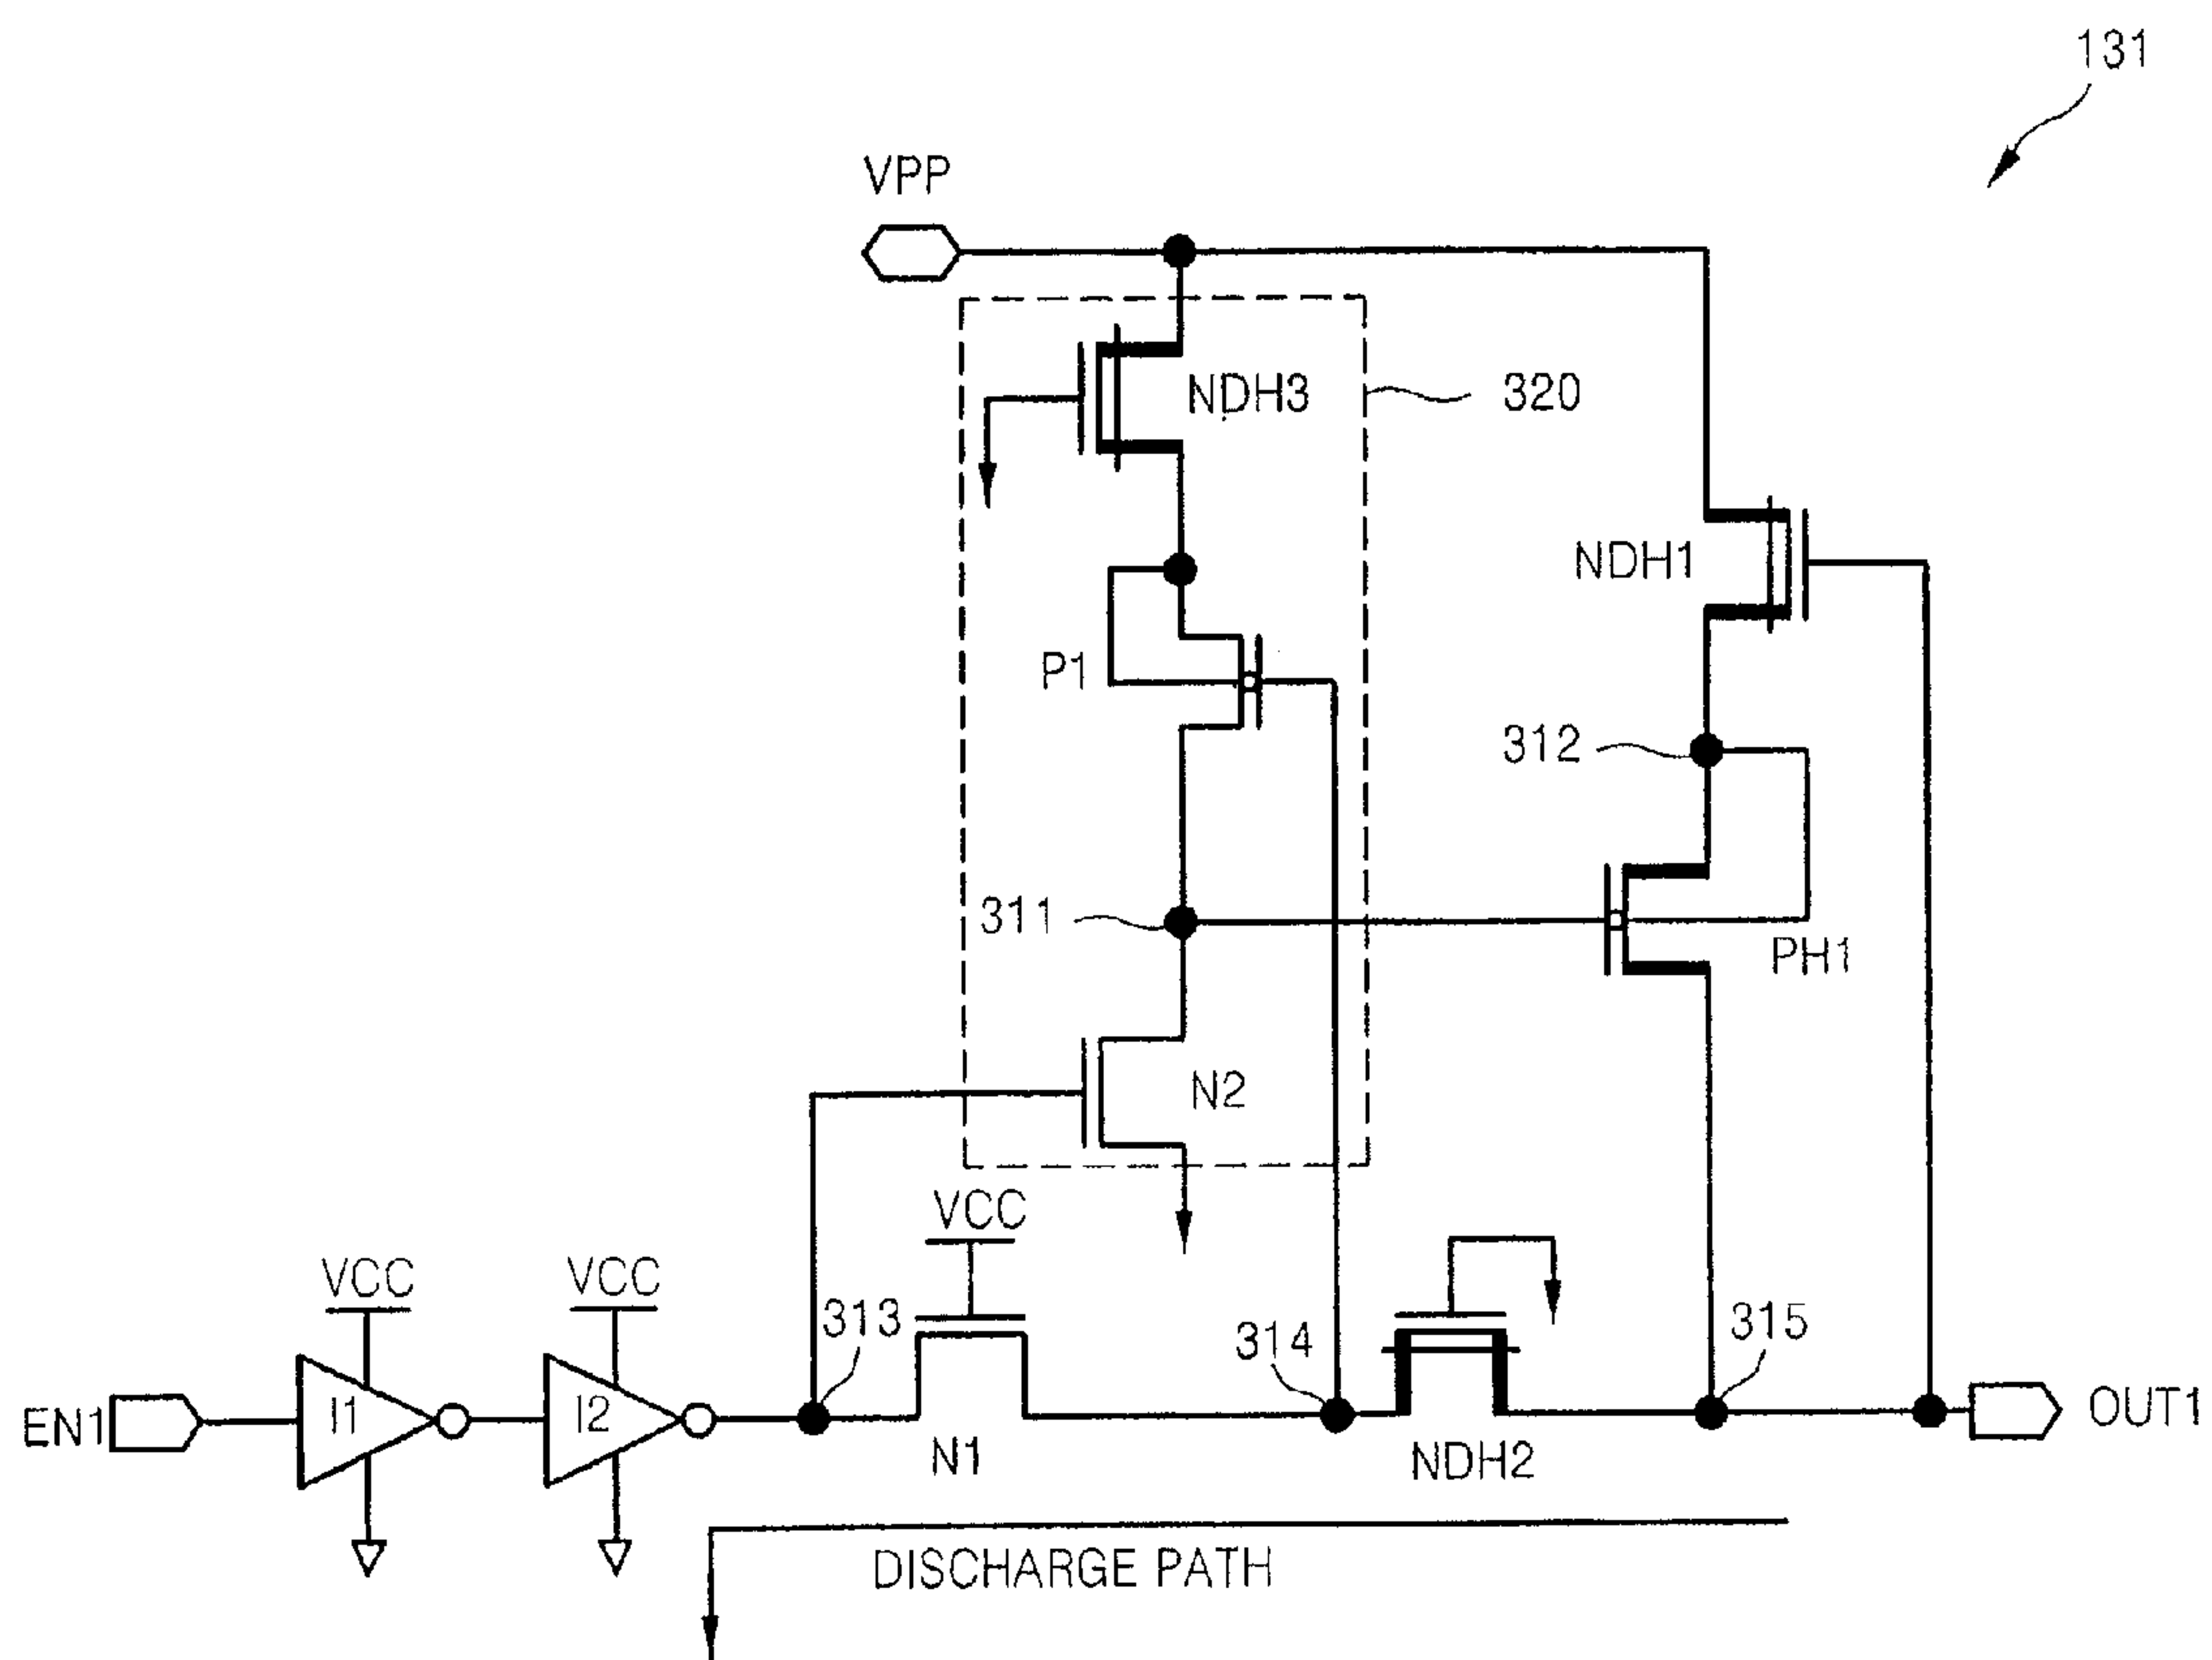 131
VPP
NDH3
320
NDH1
P1
312
311
PH1
N2
VCC
VCC
VCC
313
314
315
EN1
I1
I2
N1
NDH2
OUT1
DISCHARGE PATH